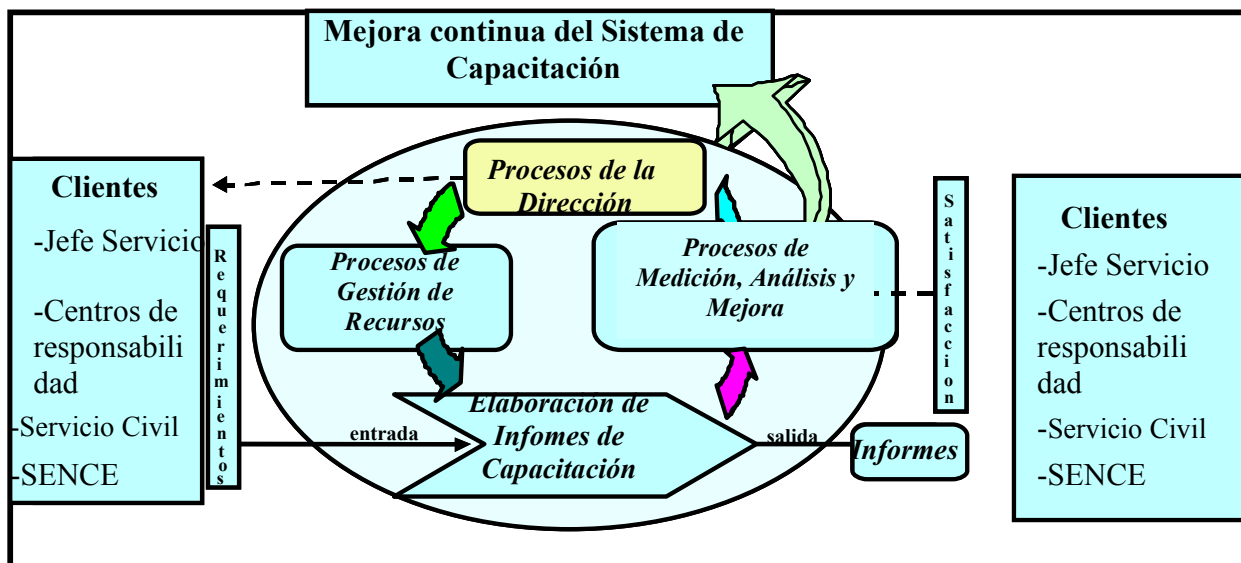 Mejora continua del Sistema de
Capacitación
Clientes
-Jefe Servicio
-Centros de
responsabili
dad
-Servicio Civil
-SENCE
Requerimientos
Procesos de la
Dirección
Procesos de
Gestión de
Recursos
Procesos de
Medición, Análisis y
Mejora
entrada
Elaboración de
Infomes de
Capacitación
salida
Informes
Satisfaccion
Clientes
-Jefe Servicio
-Centros de
responsabili
dad
-Servicio Civil
-SENCE